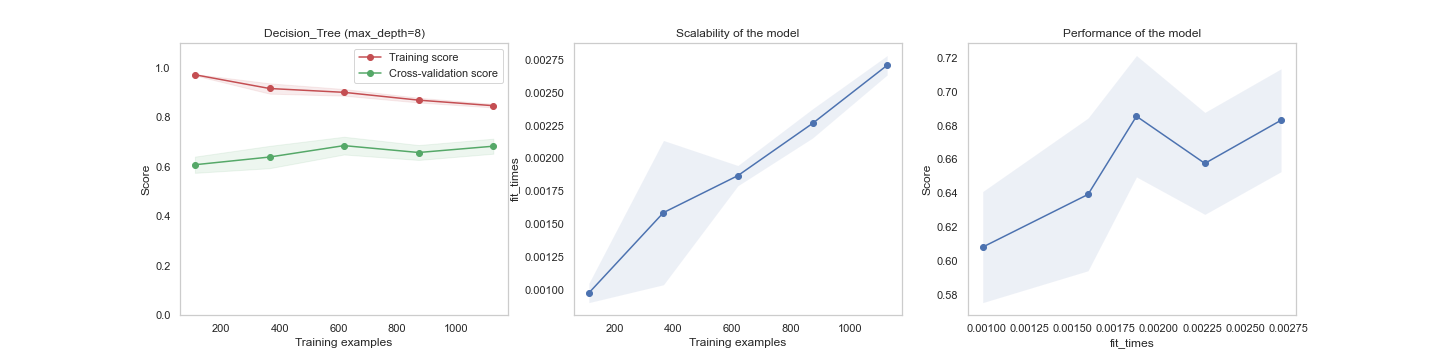 Decision_Tree (max_depth=8)
Training score
Cross-validation score
1.0
0.8
0.6
0.4
0.2
0.0
Score
200 400 600 800 1000
Training examples
Scalability of the model
0.00275
0.00250
0.00225
0.00200
0.00175
0.00150
0.00125
0.00100
fit_times
200 400 600 800 1000
Training examples
Performance of the model
0.72
0.70
0.68
0.66
0.64
0.62
0.60
0.58
Score
0.00100 0.00125 0.00150 0.00175 0.00200 0.00225 0.00250 0.00275
fit_times